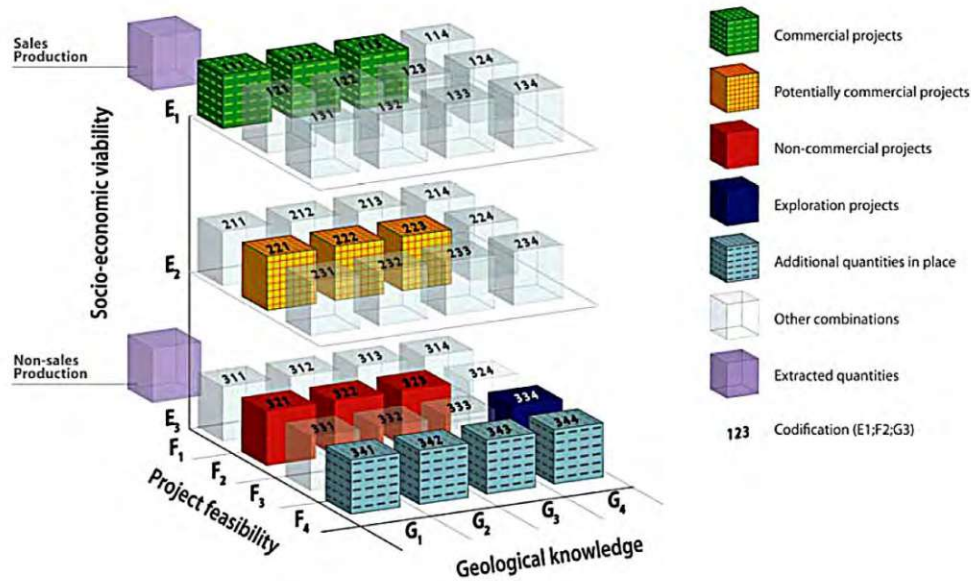 Sales
Production
Non-sales
Production
Socio-economic viability
E1
E2
E3
111
112
113
114
121
122
123
124
131
132
133
134
211
212
213
214
221
222
223
224
231
232
233
234
311
312
313
314
321
322
323
324
331
332
333
334
341
342
343
344
F1
F2
F3
F4
Project feasibility
G1
G2
G3
G4
Geological knowledge
Commercial projects
Potentially commercial projects
Non-commercial projects
Exploration projects
Additional quantities in place
Other combinations
Extracted quantities
123 Codification (E1;F2;G3)